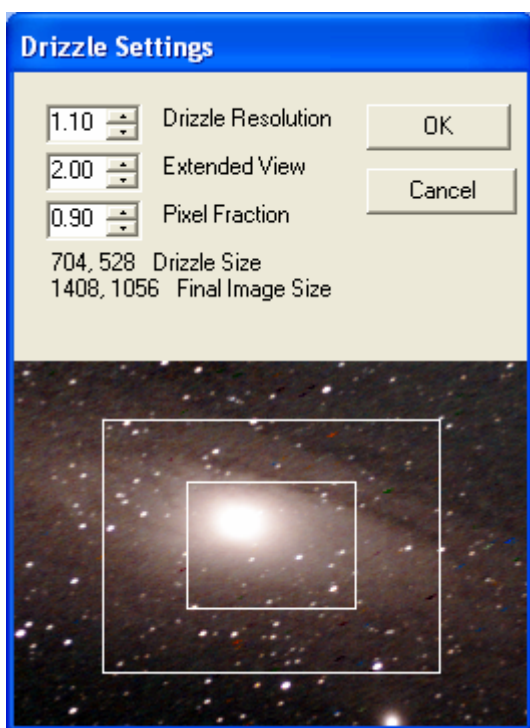 Drizzle Settings
1.10 Drizzle Resolution
OK
2.00 Extended View
Cancel
0.90 Pixel Fraction
704, 528 Drizzle Size
1408, 1056 Final Image Size